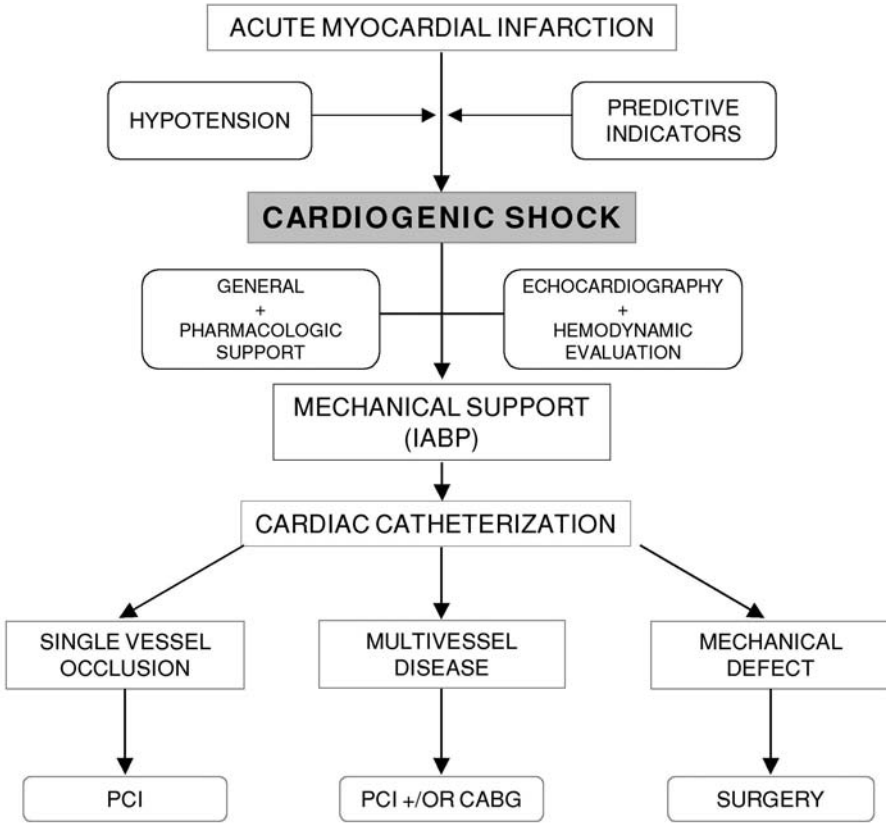 ACUTE MYOCARDIAL INFARCTION
HYPOTENSION
PREDICTIVE
INDICATORS
CARDIOGENIC SHOCK
GENERAL
+
PHARMACOLOGIC
SUPPORT
ECHOCARDIOGRAPHY
+
HEMODYNAMIC
EVALUATION
MECHANICAL SUPPORT
(IABP)
CARDIAC CATHETERIZATION
SINGLE VESSEL
OCCLUSION
MULTIVESSEL
DISEASE
MECHANICAL
DEFECT
PCI
PCI +/OR CABG
SURGERY